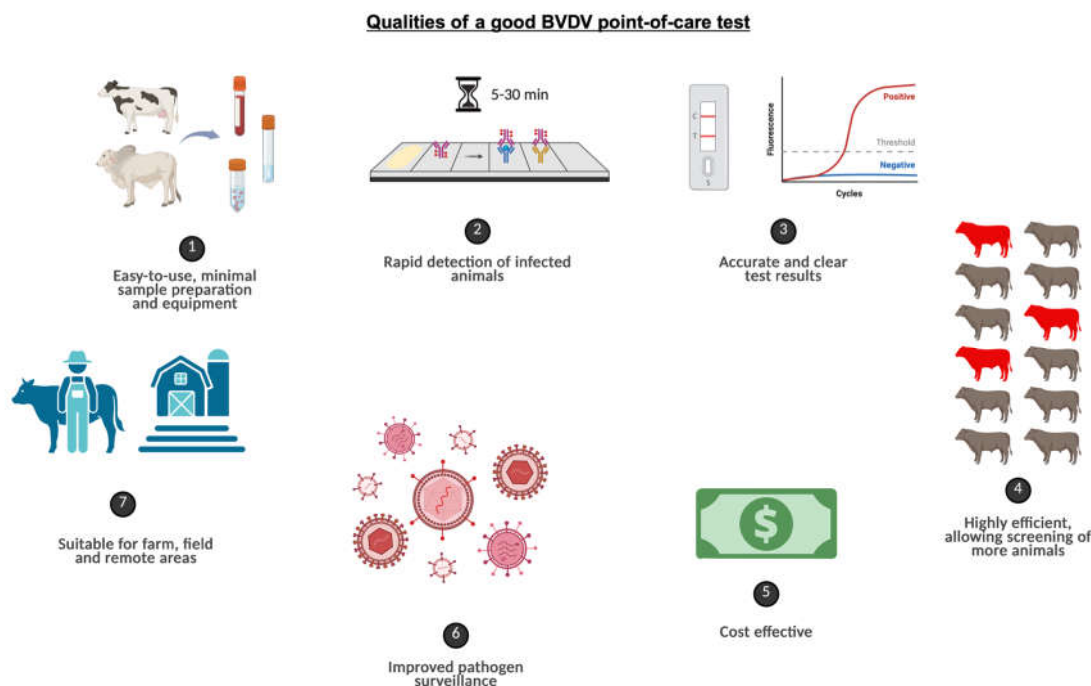 Qualities of a good BVDV point-of-care test
1
Easy-to-use, minimal
sample preparation
and equipment
5-30 min
2
Rapid detection of infected
animals
C
T
S
Fluorescence
Positive
Threshold
Negative
Cycles
3
Accurate and clear
test results
4
Highly efficient,
allowing screening of
more animals
$
5
Cost effective
6
Improved pathogen
surveillance
7
Suitable for farm, field
and remote areas